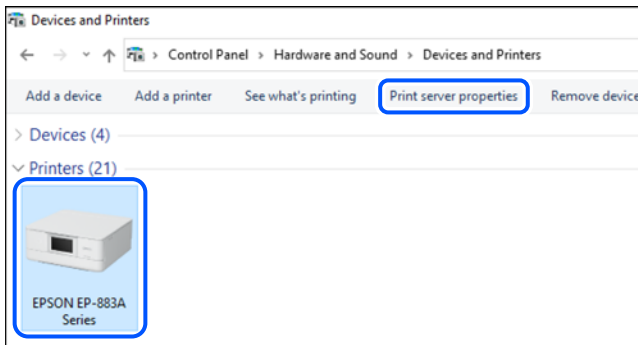 Devices and Printers
Control Panel > Hardware and Sound > Devices and Printers
Add a device Add a printer See what's printing Print server properties Remove device
Devices (4)
Printers (21)
EPSON EP-883A
Series